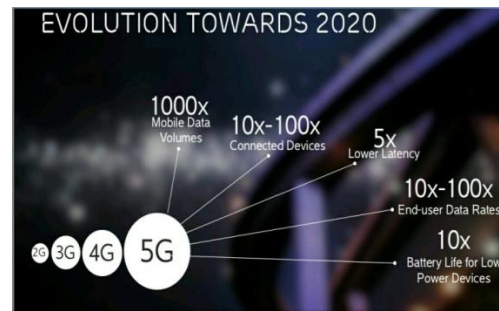 EVOLUTION TOWARDS 2020
1000x
Mobile Data
Volumes
10x-100x
Connected Devices
5x
Lower Latency
10x-100x
End-user Data Rates
10x
Battery Life for Low
Power Devices
2G 3G 4G 5G